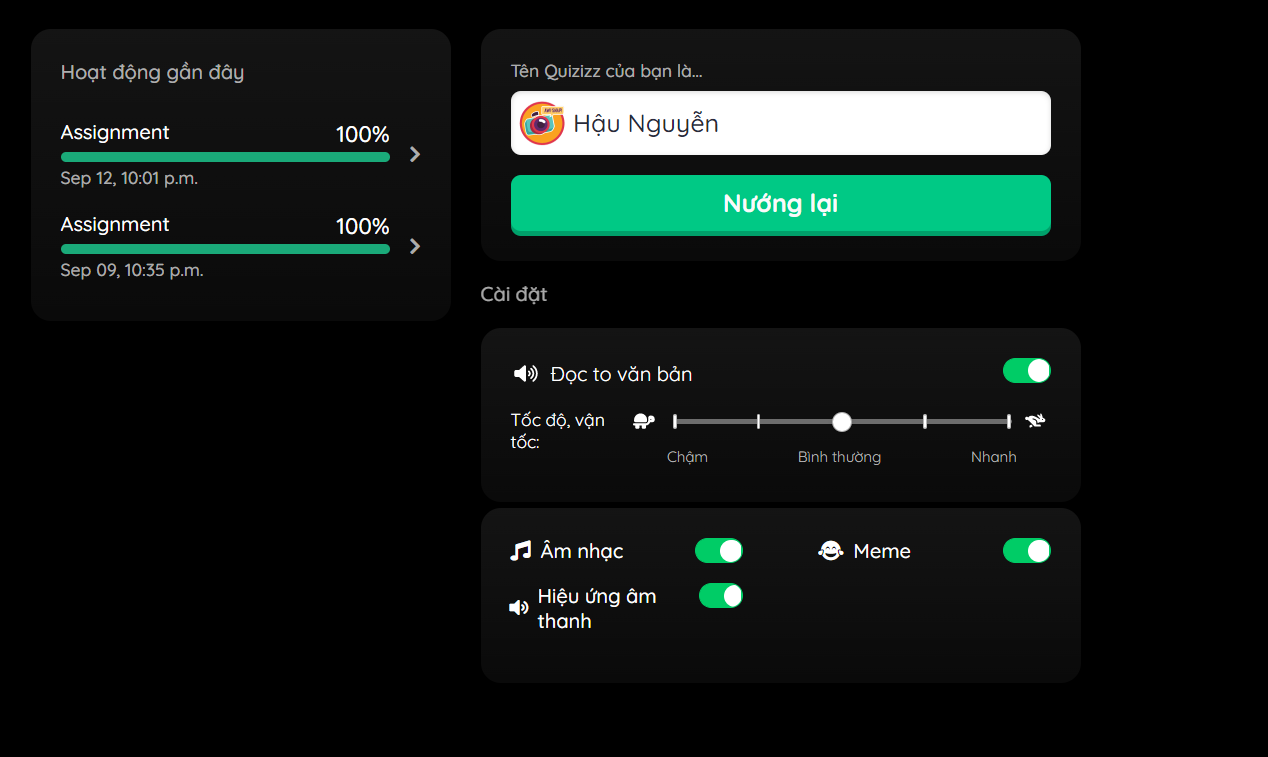 Hoạt động gần đây
Assignment 100%
Sep 12, 10:01 p.m.
Assignment 100%
Sep 09, 10:35 p.m.
Tên Quizizz của bạn là...
Hậu Nguyễn
Nướng lại
Cài đặt
Đọc to văn bản
Tốc độ, vận
tốc:
Chậm Bình thường Nhanh
Âm nhạc
Meme
Hiệu ứng âm
thanh